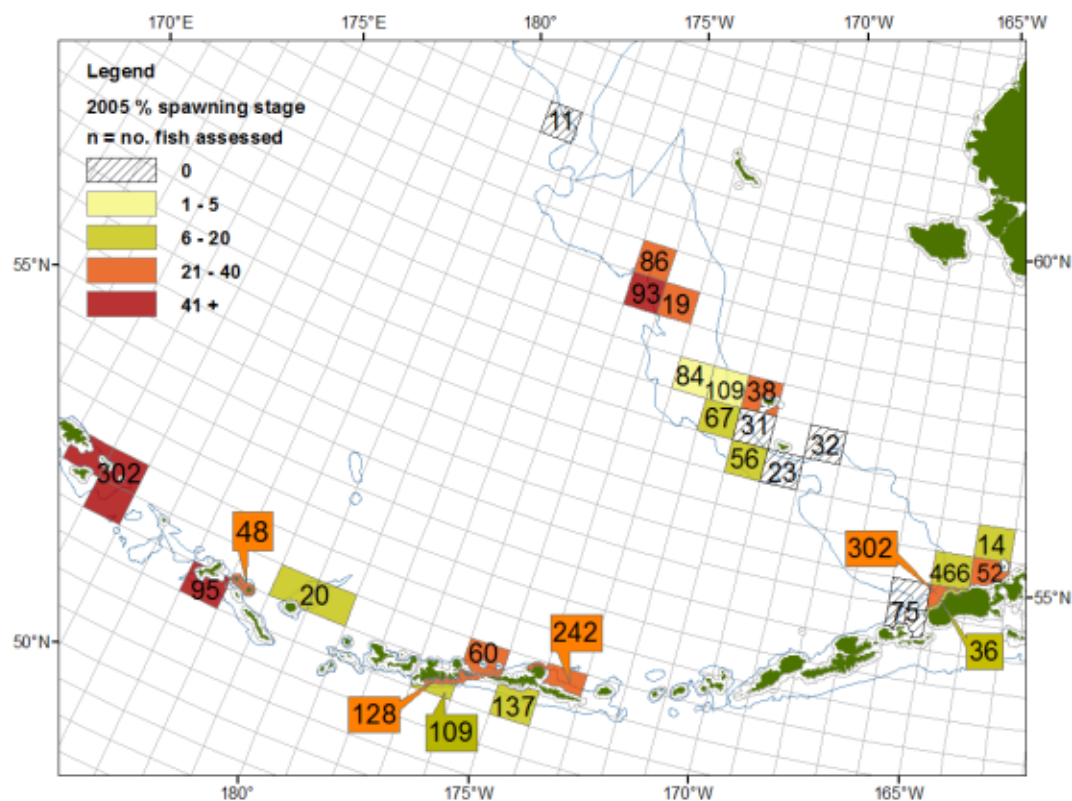 170°E 175°E 180° 175°W 170°W 165°W
Legend
2005 % spawning stage
n = no. fish assessed
0
1 - 5
6 - 20
21 - 40
41 +
11
86
55°N
60°N
93 19
84 109 38
67 31
32
56 23
302
48
302
14
466 52
95 20
75
55°N
50°N
242
60
36
128
137
109
180° 175°W 170°W 165°W